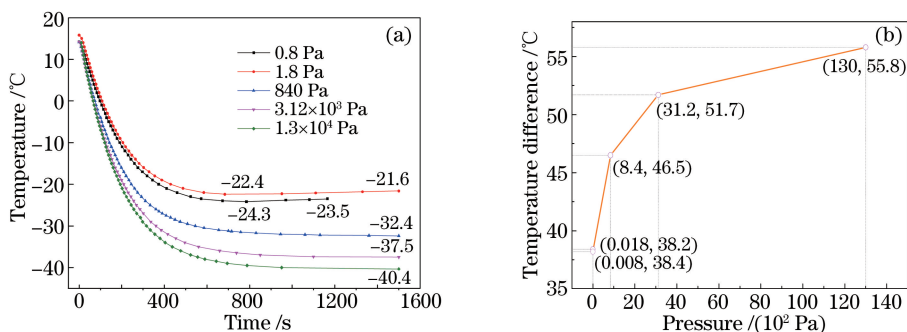 (a)
20
10
0
−10
−20
−30
−40
Temperature /℃
0.8 Pa
1.8 Pa
840 Pa
3.12×10³ Pa
1.3×10⁴ Pa
−22.4
−21.6
−24.3
−23.5
−32.4
−37.5
−40.4
0 400 800 1200 1600
Time /s
(b)
55
50
45
40
35
Temperature difference /℃
(130, 55.8)
(31.2, 51.7)
(8.4, 46.5)
(0.018, 38.2)
(0.008, 38.4)
0 20 40 60 80 100 120 140
Pressure /(10² Pa)